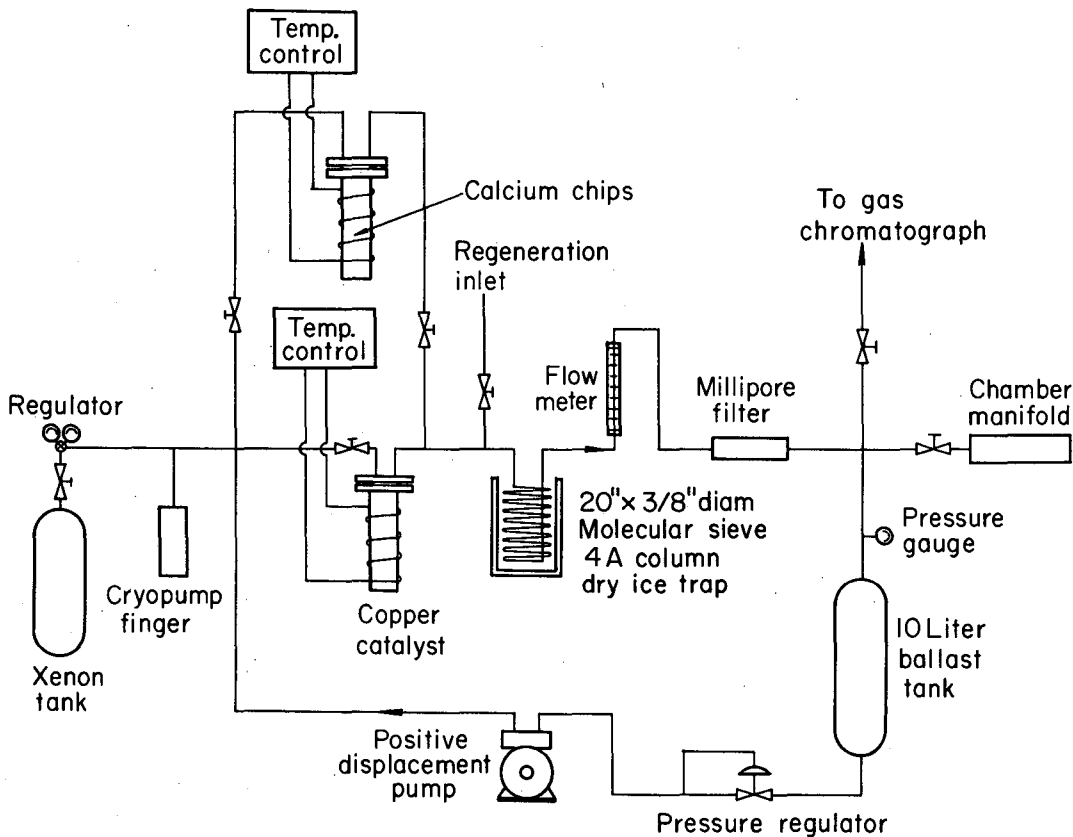 Temp.
control
Calcium chips
To gas
chromatograph
Regeneration
inlet
Temp.
control
Flow
meter
Millipore
filter
Chamber
manifold
Regulator
20"x 3/8"diam
Molecular sieve
4A column
dry ice trap
Pressure
gauge
Cryopump
finger
Copper
catalyst
Xenon
tank
10 Liter
ballast
tank
Positive
displacement
pump
Pressure regulator